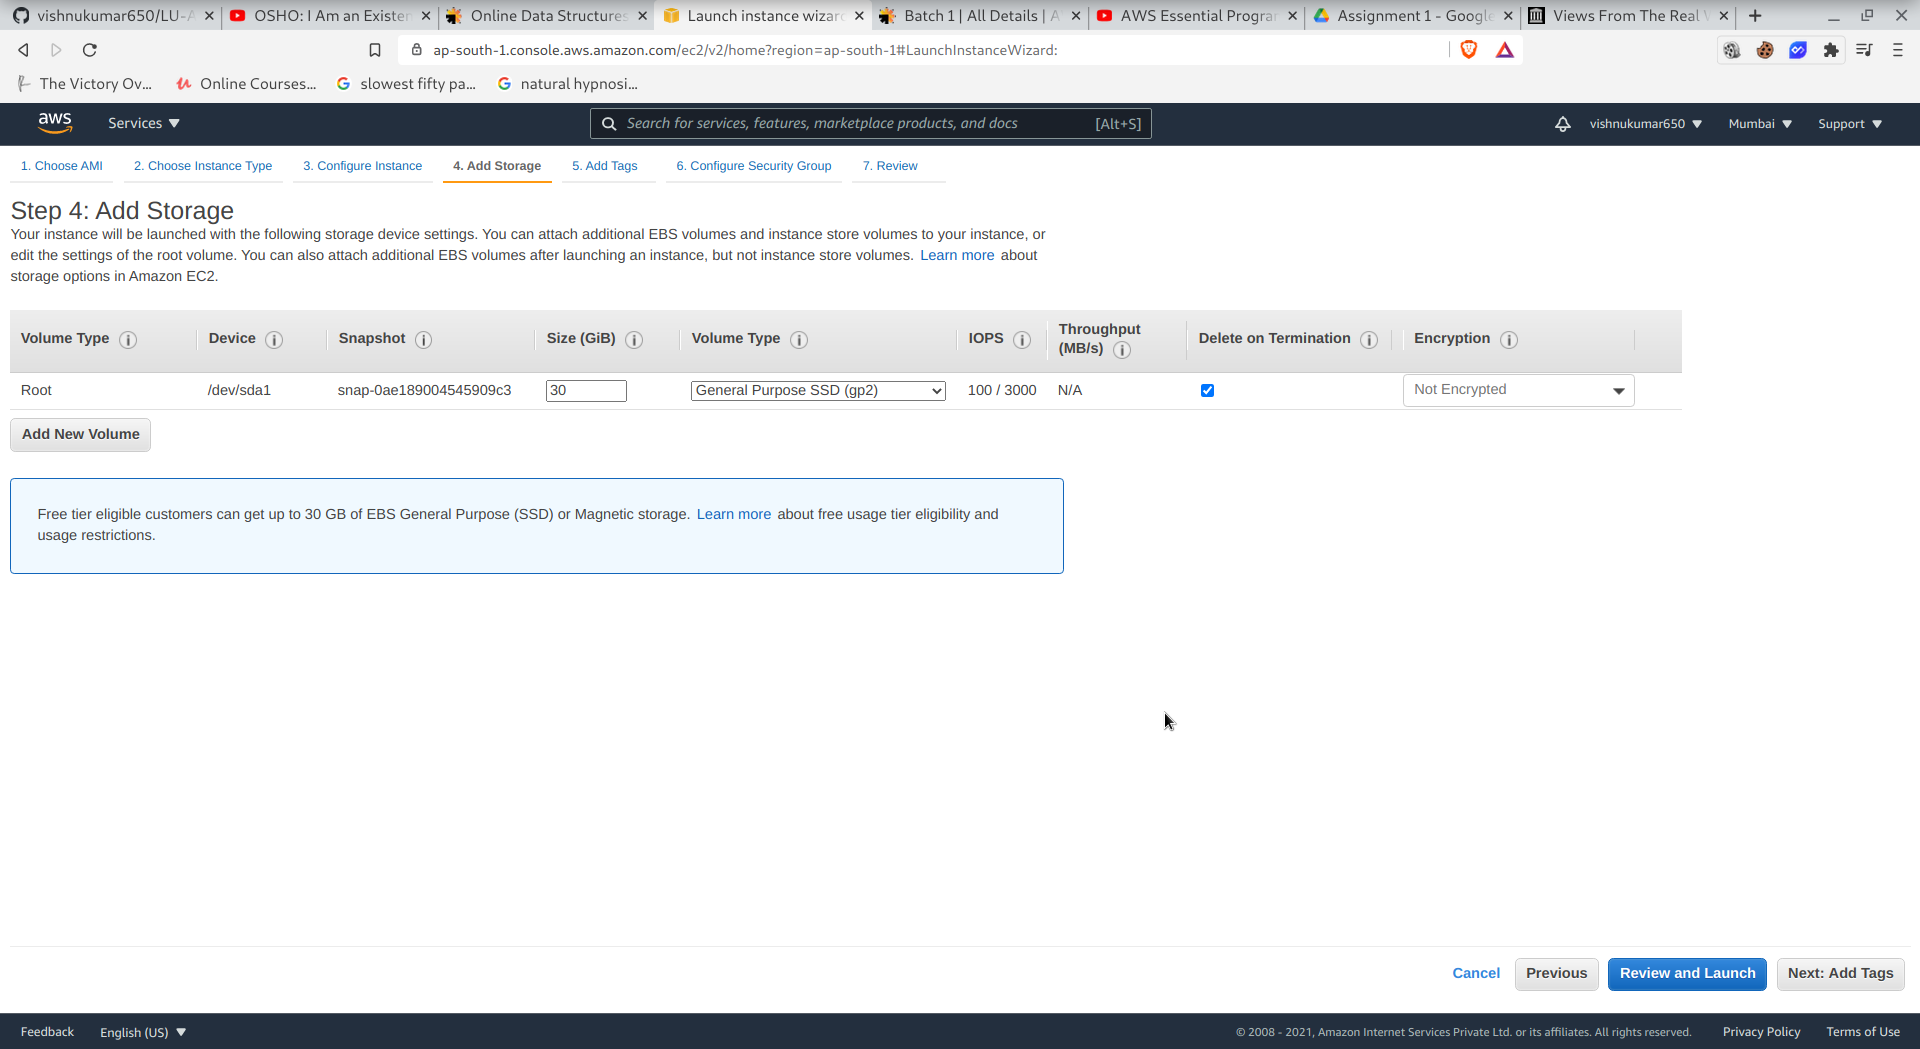 vishnukumar650/LU-A
OSHO: I Am an Existen
Online Data Structures
Launch instance wizard
Batch 1 | All Details | A
AWS Essential Program
Assignment 1 - Google
Views From The Real W
ap-south-1.console.aws.amazon.com/ec2/v2/home?region=ap-south-1#LaunchInstanceWizard:
The Victory Ov...
Online Courses...
slowest fifty pa...
natural hypnosi...
aws
Services
Search for services, features, marketplace products, and docs
[Alt+S]
vishnukumar650
Mumbai
Support
1. Choose AMI
2. Choose Instance Type
3. Configure Instance
4. Add Storage
5. Add Tags
6. Configure Security Group
7. Review
Step 4: Add Storage
Your instance will be launched with the following storage device settings. You can attach additional EBS volumes and instance store volumes to your instance, or
edit the settings of the root volume. You can also attach additional EBS volumes after launching an instance, but not instance store volumes. Learn more about
storage options in Amazon EC2.
Volume Type
Device
Snapshot
Size (GiB)
Volume Type
IOPS
Throughput
(MB/s)
Delete on Termination
Encryption
Root
/dev/sda1
snap-0ae189004545909c3
30
General Purpose SSD (gp2)
100 / 3000
N/A
Not Encrypted
Add New Volume
Free tier eligible customers can get up to 30 GB of EBS General Purpose (SSD) or Magnetic storage. Learn more about free usage tier eligibility and
usage restrictions.
Cancel
Previous
Review and Launch
Next: Add Tags
Feedback
English (US)
© 2008 - 2021, Amazon Internet Services Private Ltd. or its affiliates. All rights reserved.
Privacy Policy
Terms of Use